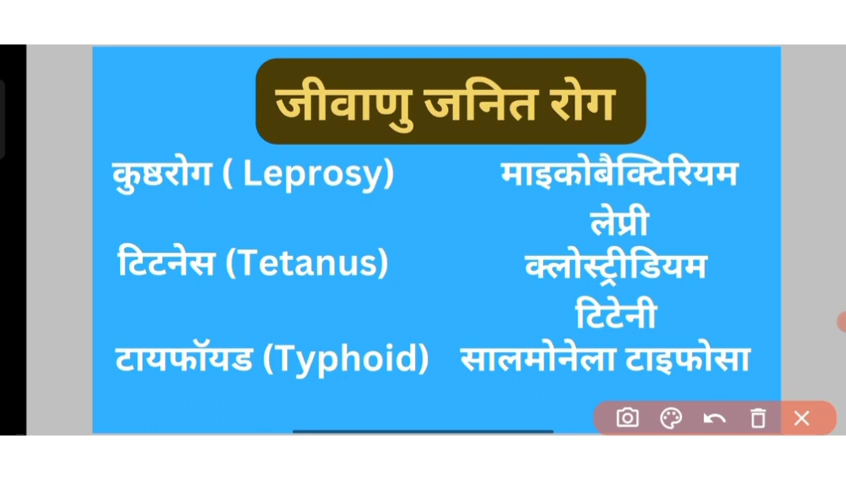 जीवाणु जनित रोग
कुष्ठरोग ( Leprosy) माइकोबैक्टिरियम
लेप्री
टिटनेस (Tetanus) क्लोस्ट्रीडियम
टिटेनी
टायफॉयड (Typhoid) सालमोनेला टाइफोसा